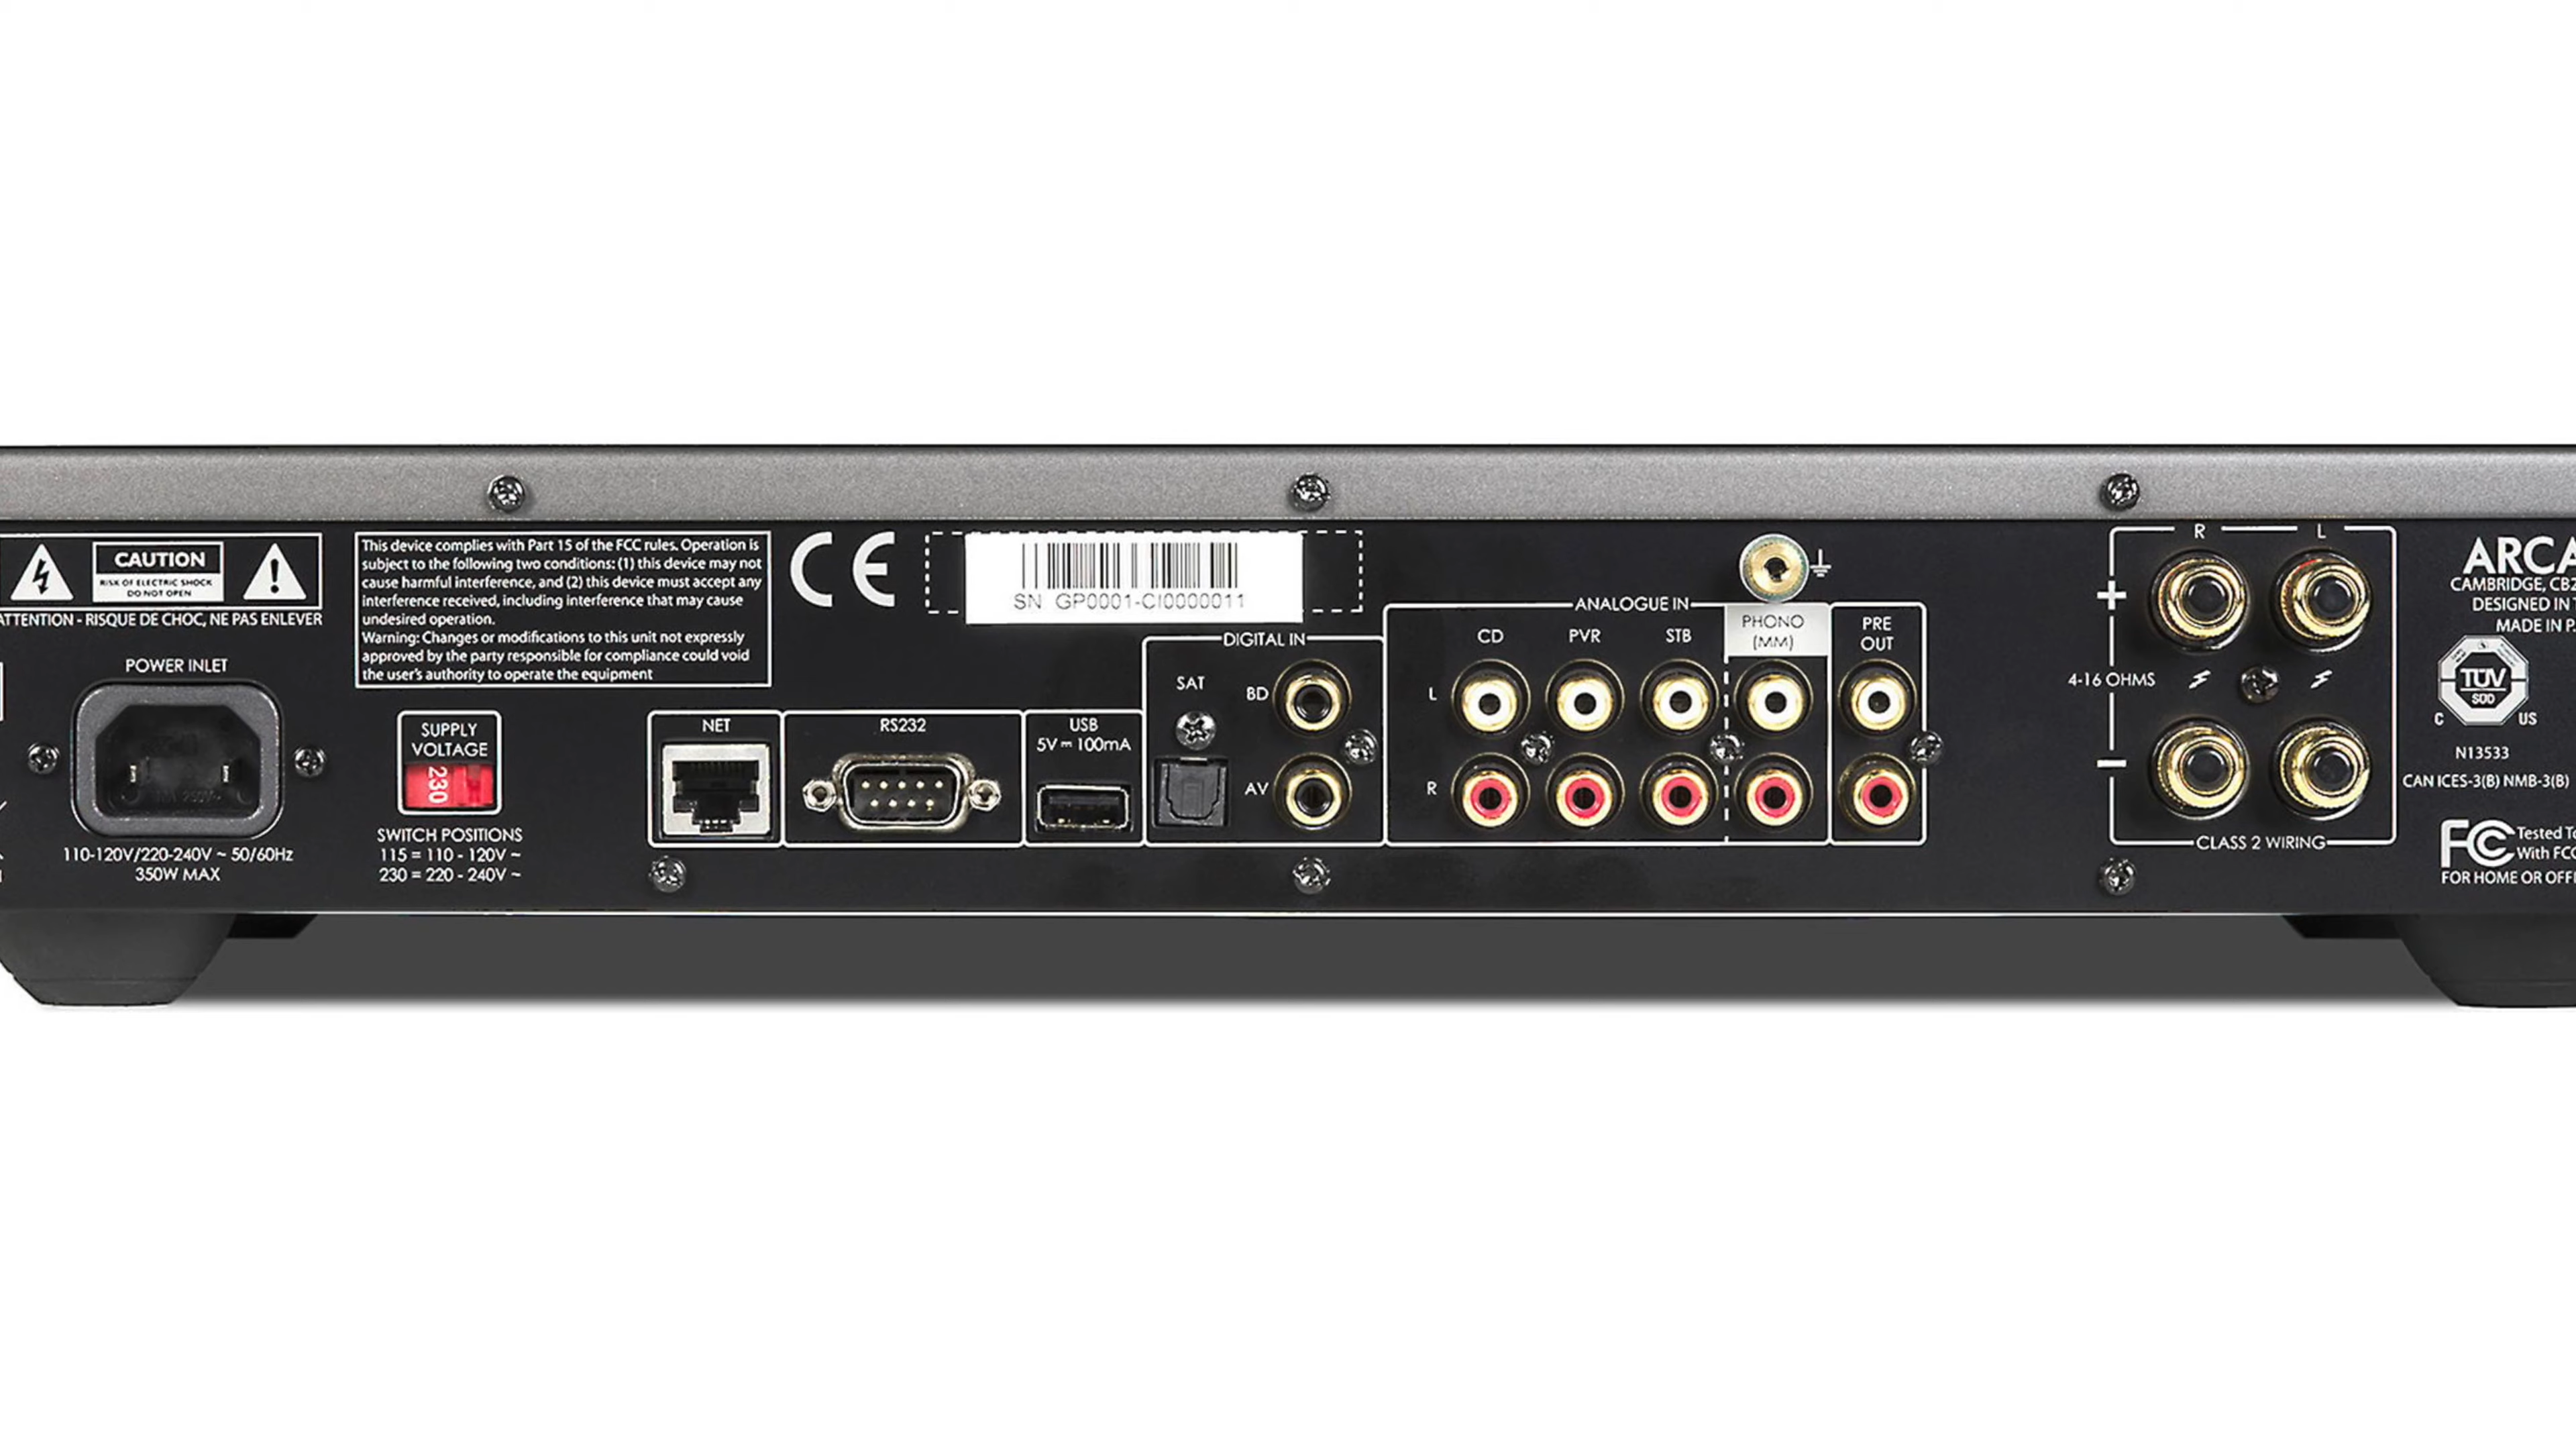 CAUTION
RISK OF ELECTRIC SHOCK
DO NOT OPEN
ATTENTION - RISQUE DE CHOC, NE PAS ENLEVER
POWER INLET
110-120V/220-240V ~ 50/60Hz
350W MAX
This device complies with Part 15 of the FCC rules. Operation is
subject to the following two conditions: (1) this device may not
cause harmful interference, and (2) this device must accept any
interference received, including interference that may cause
undesired operation.
Warning: Changes or modifications to this unit not expressly
approved by the party responsible for compliance could void
the user's authority to operate the equipment
SUPPLY
VOLTAGE
230
SWITCH POSITIONS
115 = 110 - 120V ~
230 = 220 - 240V ~
CE
SN GP0001-CI0000011
NET
RS232
USB
5V ⎓ 100mA
DIGITAL IN
SAT
BD
AV
ANALOGUE IN
CD
PVR
STB
PHONO
(MM)
PRE
OUT
L
R
R
L
+
4-16 OHMS
−
CLASS 2 WIRING
ARCA
CAMBRIDGE, CB2
DESIGNED IN
MADE IN P
TÜV
SÜD
C US
N13533
CAN ICES-3(B) NMB-3(B)
FC
Tested To
With FCC
FOR HOME OR OFFI